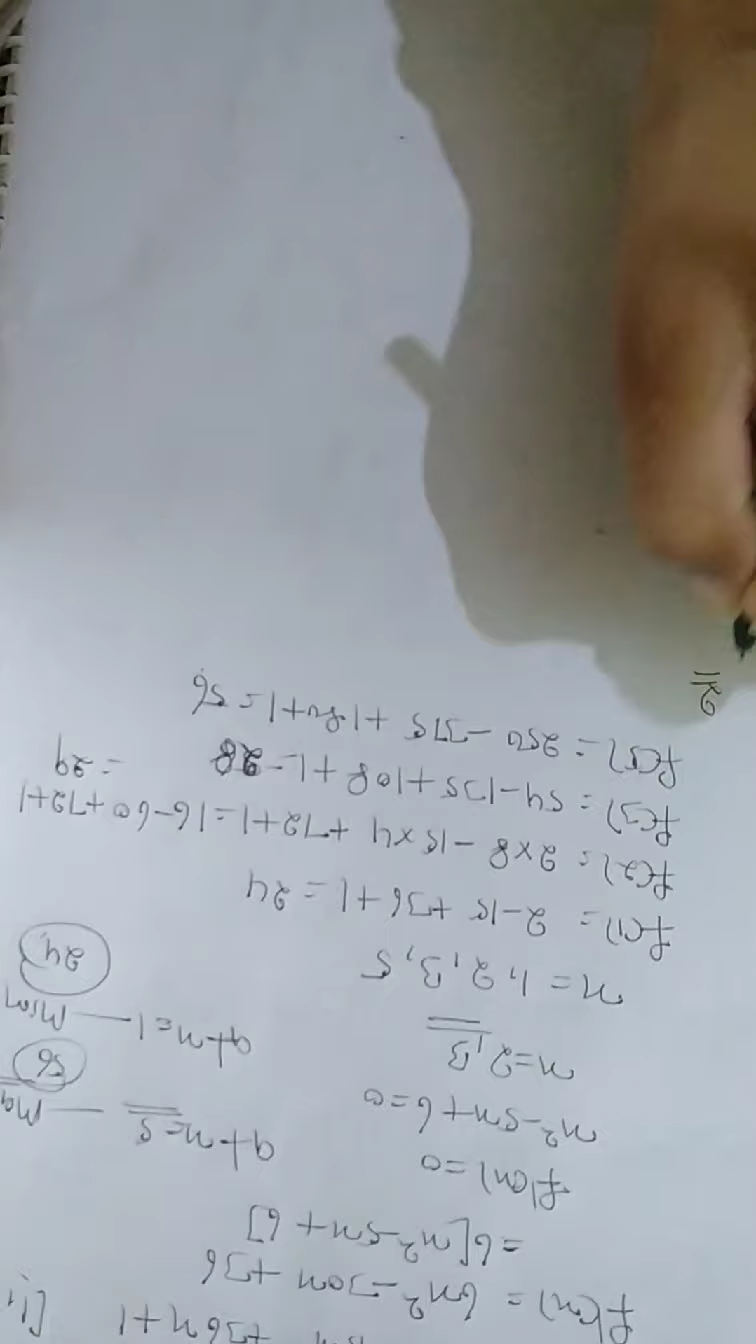 +36x+1 [1,
f(x) = 6x²-30x+36
= 6[x²-5x+6]
f(x)=0
x²-5x+6=0
x=2,3
x = 1, 2, 3, 5
at x=5 — Ma
56
at x=1 — Mini
24
f(1) = 2-15+36+1 = 24
f(2) = 2×8-15×4+72+1=16-60+72+1
= 29
f(3) = 54-135+108+1=28
f(5) = 250-375+180+1=56